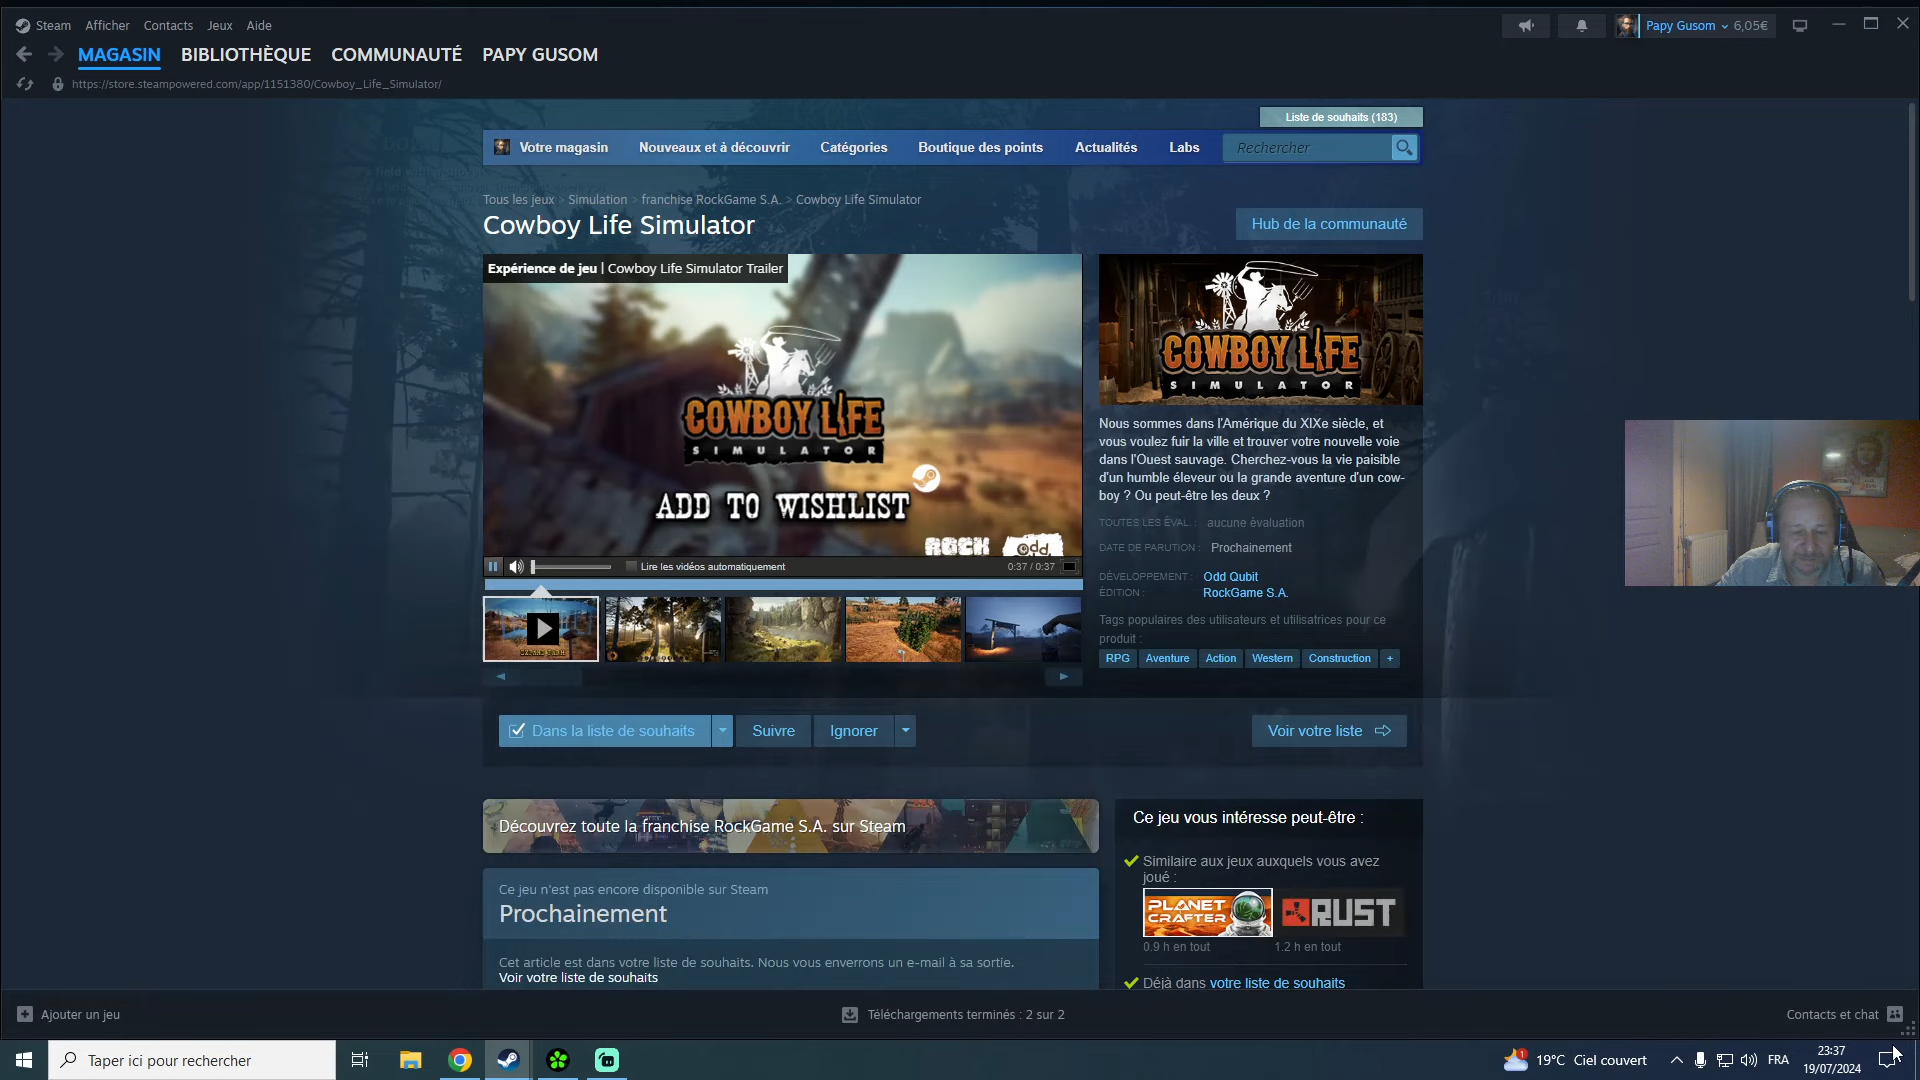 Steam Afficher Contacts Jeux Aide
Papy Gusom 6,05€
MAGASIN BIBLIOTHÈQUE COMMUNAUTÉ PAPY GUSOM
https://store.steampowered.com/app/1151380/Cowboy_Life_Simulator/
Liste de souhaits (183)
Votre magasin Nouveaux et à découvrir Catégories Boutique des points Actualités Labs Rechercher
Tous les jeux > Simulation > franchise RockGame S.A. > Cowboy Life Simulator
Cowboy Life Simulator
Hub de la communauté
Expérience de jeu | Cowboy Life Simulator Trailer
COWBOY LIFE
SIMULATOR
ADD TO WISHLIST
ROCK odd
Lire les vidéos automatiquement 0:37 / 0:37
COWBOY LIFE
SIMULATOR
Nous sommes dans l'Amérique du XIXe siècle, et
vous voulez fuir la ville et trouver votre nouvelle voie
dans l'Ouest sauvage. Cherchez-vous la vie paisible
d'un humble éleveur ou la grande aventure d'un cow-
boy ? Ou peut-être les deux ?
TOUTES LES ÉVAL. : aucune évaluation
DATE DE PARUTION : Prochainement
DÉVELOPPEMENT : Odd Qubit
ÉDITION : RockGame S.A.
Tags populaires des utilisateurs et utilisatrices pour ce
produit :
RPG Aventure Action Western Construction +
Dans la liste de souhaits Suivre Ignorer Voir votre liste
Découvrez toute la franchise RockGame S.A. sur Steam
Ce jeu n'est pas encore disponible sur Steam
Prochainement
Cet article est dans votre liste de souhaits. Nous vous enverrons un e-mail à sa sortie.
Voir votre liste de souhaits
Ce jeu vous intéresse peut-être :
Similaire aux jeux auxquels vous avez
joué :
PLANET
CRAFTER
RUST
0.9 h en tout 1.2 h en tout
Déjà dans votre liste de souhaits
Ajouter un jeu
Téléchargements terminés : 2 sur 2
Contacts et chat
Taper ici pour rechercher
1 19°C Ciel couvert FRA
23:37
19/07/2024